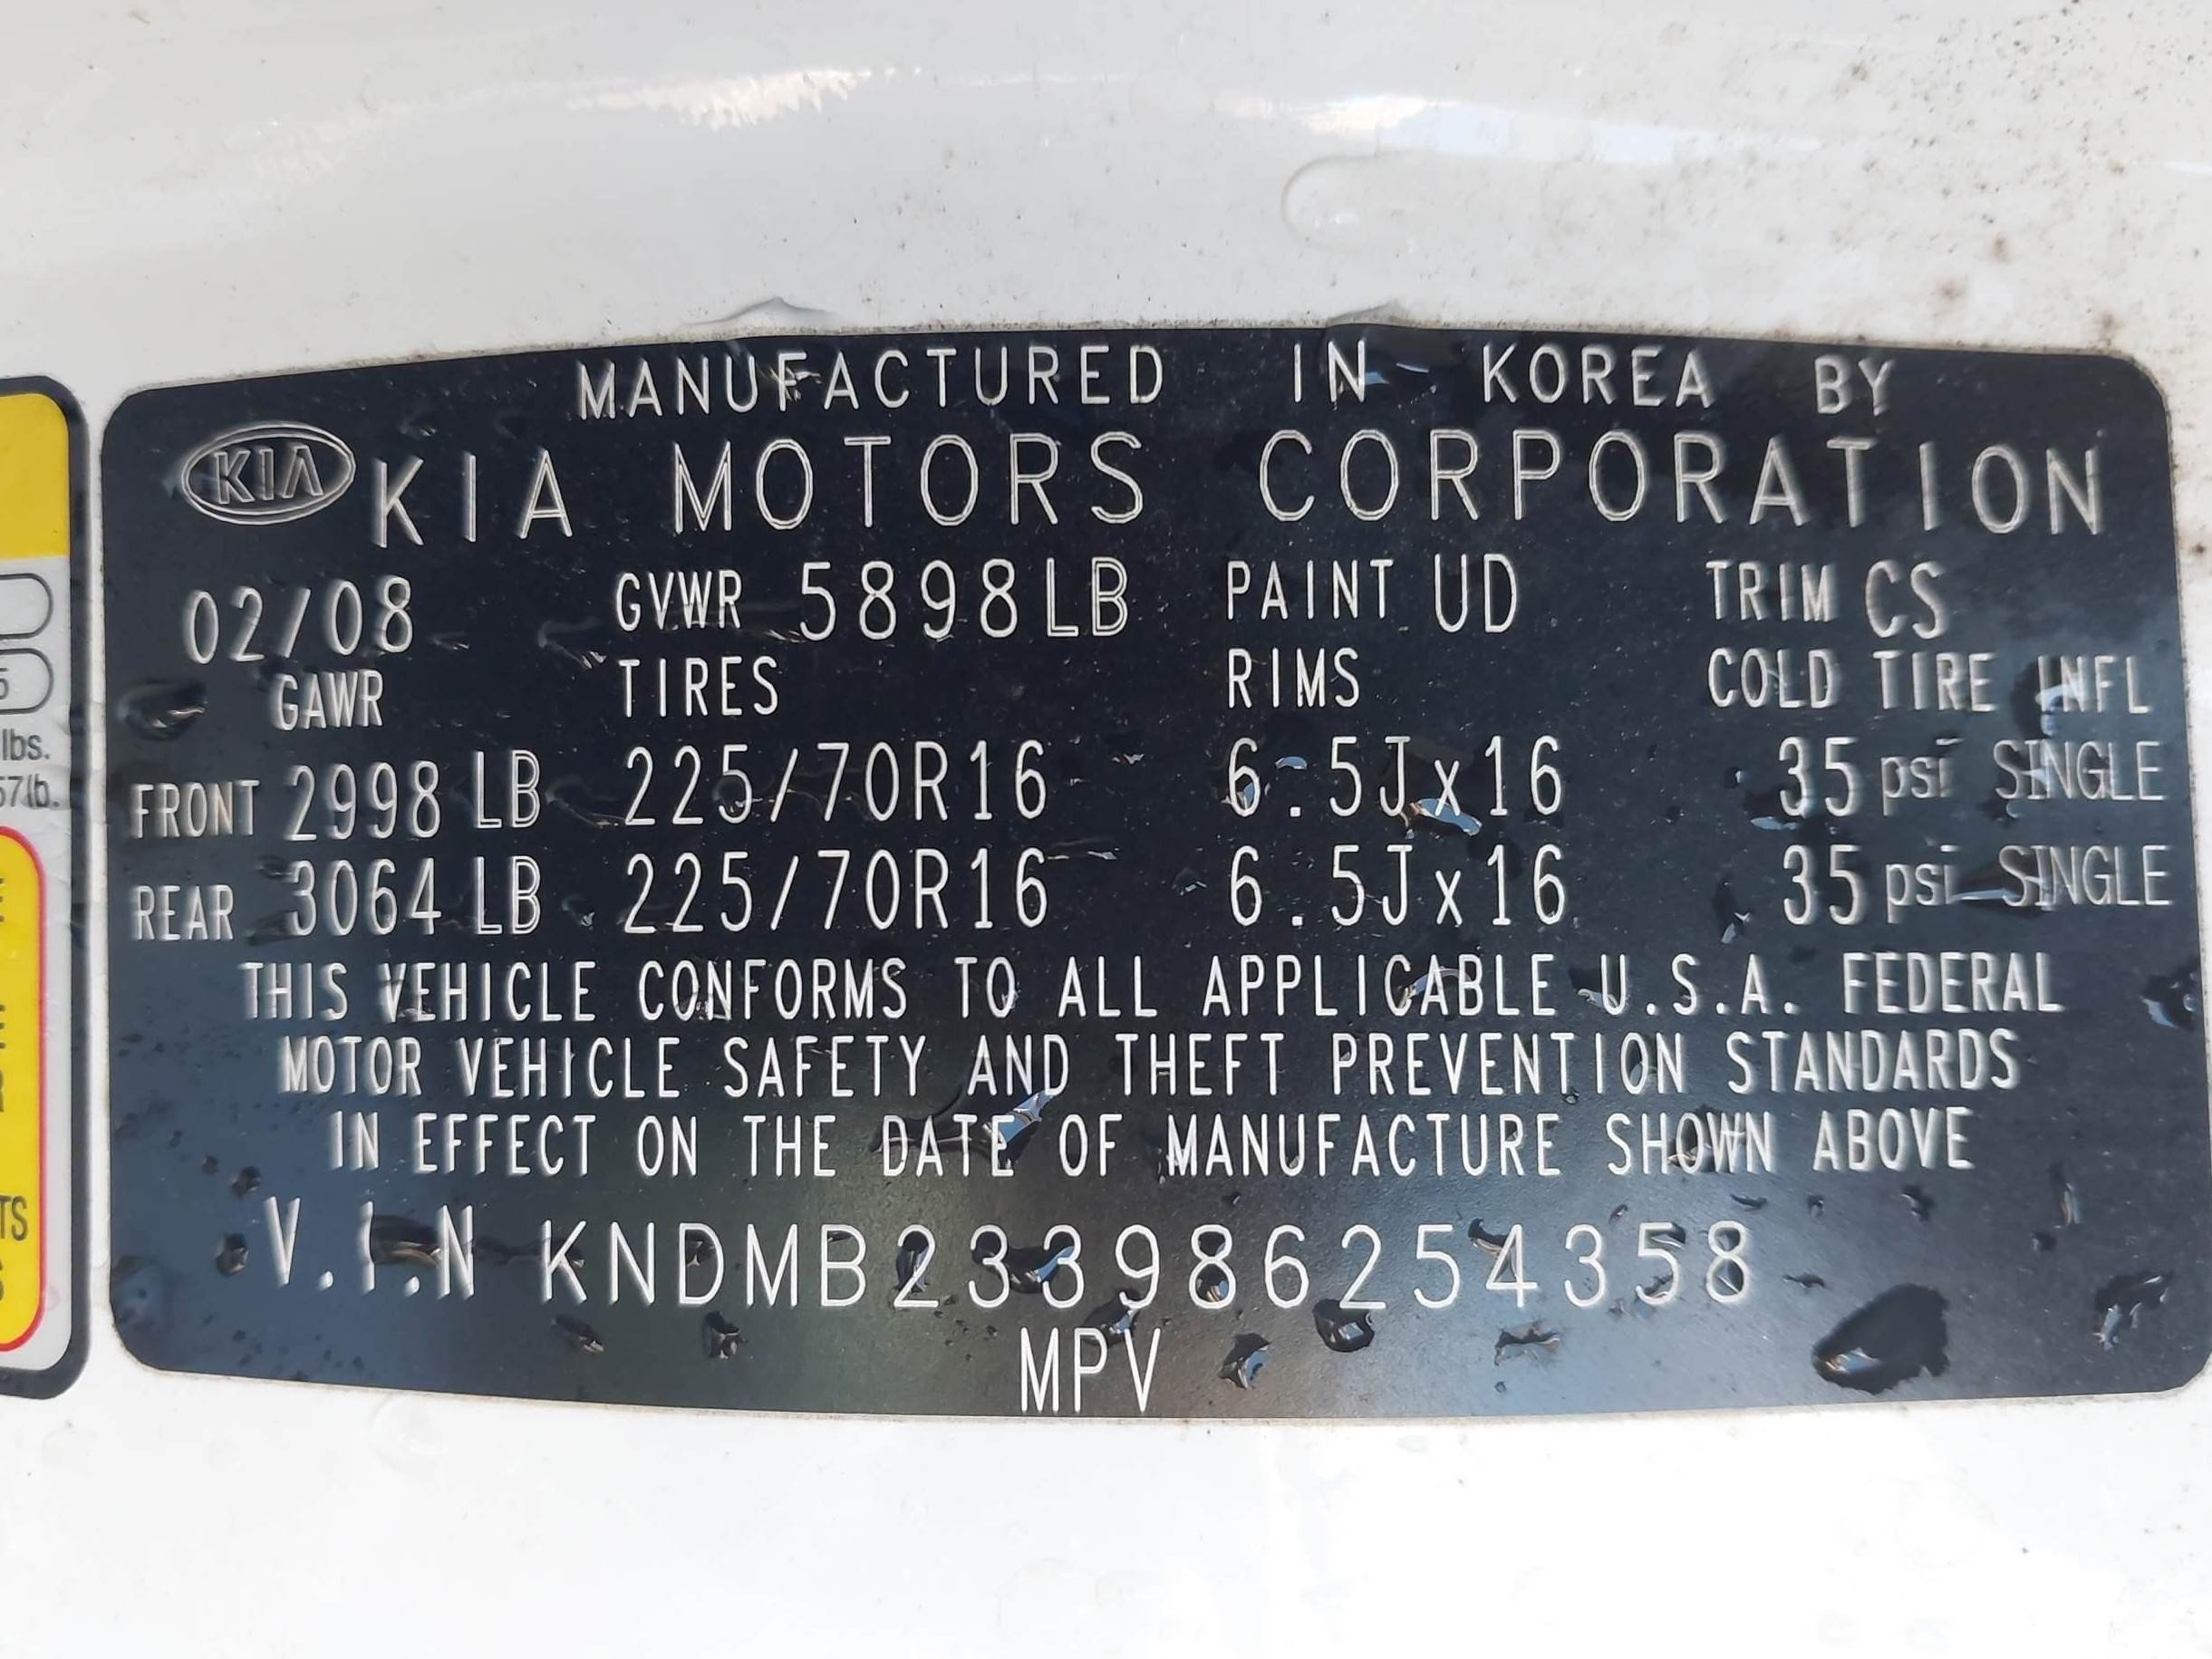 MANUFACTURED IN KOREA BY
KIA KIA MOTORS CORPORATION
02/08 GVWR 5898LB PAINT UD TRIM CS
GAWR TIRES RIMS COLD TIRE INFL
FRONT 2998 LB 225/70R16 6.5Jx16 35 psi SINGLE
REAR 3064 LB 225/70R16 6.5Jx16 35 psi SINGLE
THIS VEHICLE CONFORMS TO ALL APPLICABLE U.S.A. FEDERAL
MOTOR VEHICLE SAFETY AND THEFT PREVENTION STANDARDS
IN EFFECT ON THE DATE OF MANUFACTURE SHOWN ABOVE
V.I.N KNDMB233986254358
MPV
lbs.